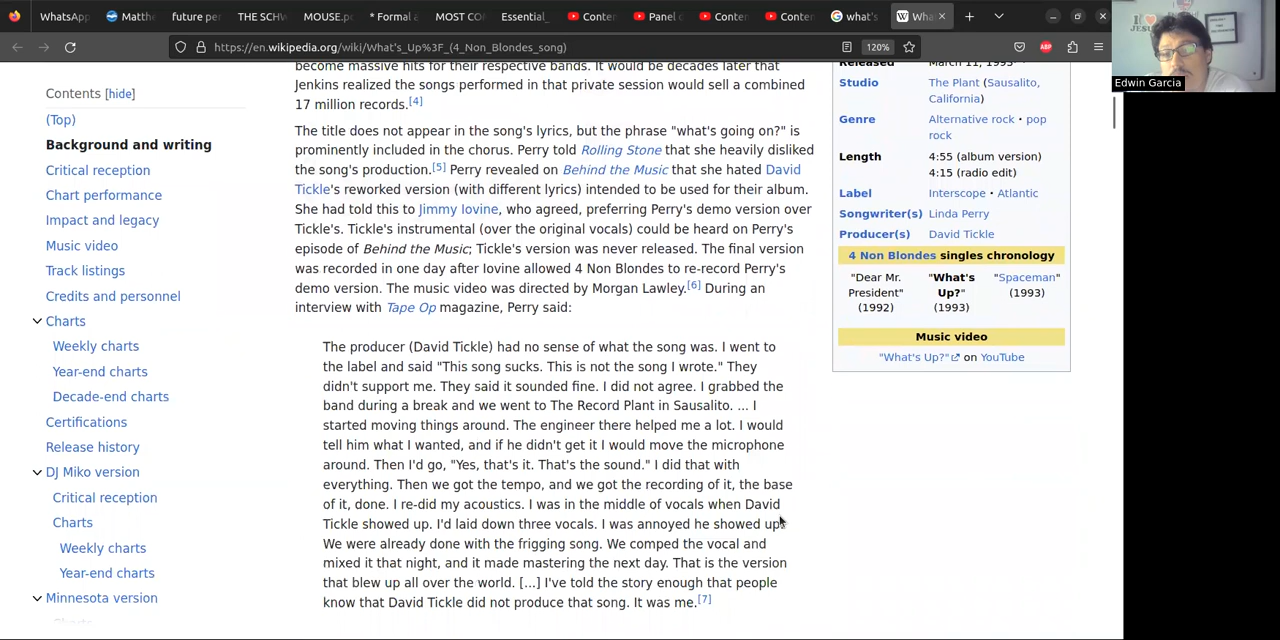 WhatsApp
Matthe
future per
THE SCHV
MOUSE.po
* Formal a
MOST CO
Essential_
Conter
Panel c
Conter
Conter
what's
Wha
https://en.wikipedia.org/wiki/What's_Up%3F_(4_Non_Blondes_song)
120%
ABP
Edwin Garcia
Contents [hide]
(Top)
Background and writing
Critical reception
Chart performance
Impact and legacy
Music video
Track listings
Credits and personnel
Charts
Weekly charts
Year-end charts
Decade-end charts
Certifications
Release history
DJ Miko version
Critical reception
Charts
Weekly charts
Year-end charts
Minnesota version
become massive hits for their respective bands. It would be decades later that
Jenkins realized the songs performed in that private session would sell a combined
17 million records.[4]
The title does not appear in the song's lyrics, but the phrase "what's going on?" is
prominently included in the chorus. Perry told Rolling Stone that she heavily disliked
the song's production.[5] Perry revealed on Behind the Music that she hated David
Tickle's reworked version (with different lyrics) intended to be used for their album.
She had told this to Jimmy Iovine, who agreed, preferring Perry's demo version over
Tickle's. Tickle's instrumental (over the original vocals) could be heard on Perry's
episode of Behind the Music; Tickle's version was never released. The final version
was recorded in one day after Iovine allowed 4 Non Blondes to re-record Perry's
demo version. The music video was directed by Morgan Lawley.[6] During an
interview with Tape Op magazine, Perry said:
The producer (David Tickle) had no sense of what the song was. I went to
the label and said "This song sucks. This is not the song I wrote." They
didn't support me. They said it sounded fine. I did not agree. I grabbed the
band during a break and we went to The Record Plant in Sausalito. ... I
started moving things around. The engineer there helped me a lot. I would
tell him what I wanted, and if he didn't get it I would move the microphone
around. Then I'd go, "Yes, that's it. That's the sound." I did that with
everything. Then we got the tempo, and we got the recording of it, the base
of it, done. I re-did my acoustics. I was in the middle of vocals when David
Tickle showed up. I'd laid down three vocals. I was annoyed he showed up.
We were already done with the frigging song. We comped the vocal and
mixed it that night, and it made mastering the next day. That is the version
that blew up all over the world. [...] I've told the story enough that people
know that David Tickle did not produce that song. It was me.[7]
Released March 11, 1993
Studio The Plant (Sausalito,
California)
Genre Alternative rock • pop
rock
Length 4:55 (album version)
4:15 (radio edit)
Label Interscope • Atlantic
Songwriter(s) Linda Perry
Producer(s) David Tickle
4 Non Blondes singles chronology
"Dear Mr.
President"
(1992)
"What's
Up?"
(1993)
"Spaceman"
(1993)
Music video
"What's Up?" on YouTube